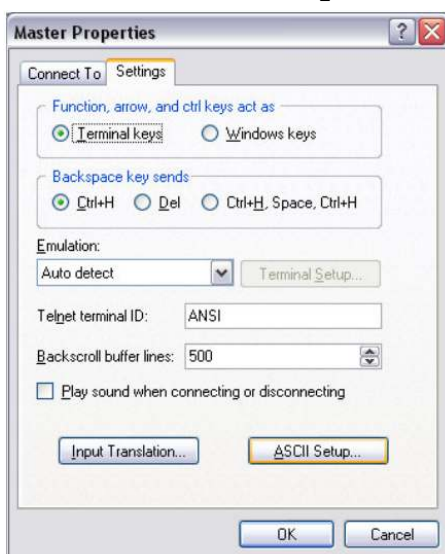 Master Properties
Connect To Settings
Function, arrow, and ctrl keys act as
Terminal keys Windows keys
Backspace key sends
Ctrl+H Del Ctrl+H, Space, Ctrl+H
Emulation:
Auto detect Terminal Setup...
Telnet terminal ID: ANSI
Backscroll buffer lines: 500
Play sound when connecting or disconnecting
Input Translation... ASCII Setup...
OK Cancel